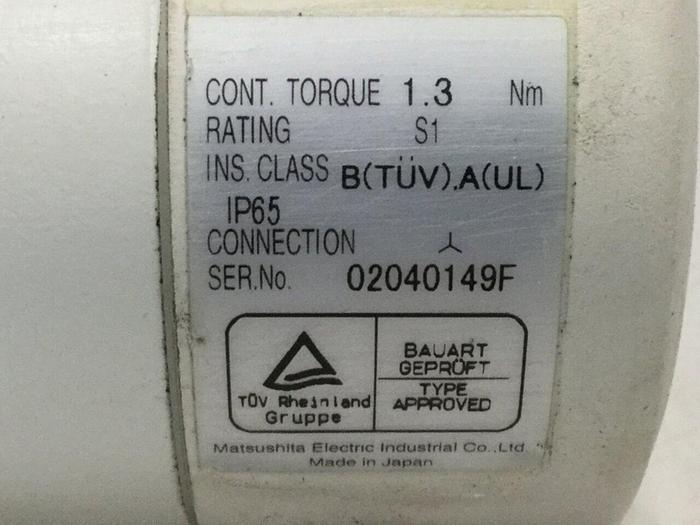 CONT. TORQUE 1.3 Nm
RATING S1
INS. CLASS B(TÜV).A(UL)
IP65
CONNECTION
SER.No. 02040149F
TÜV Rheinland
Gruppe
BAUART
GEPRÜFT
TYPE
APPROVED
Matsushita Electric Industrial Co.,Ltd
Made in Japan